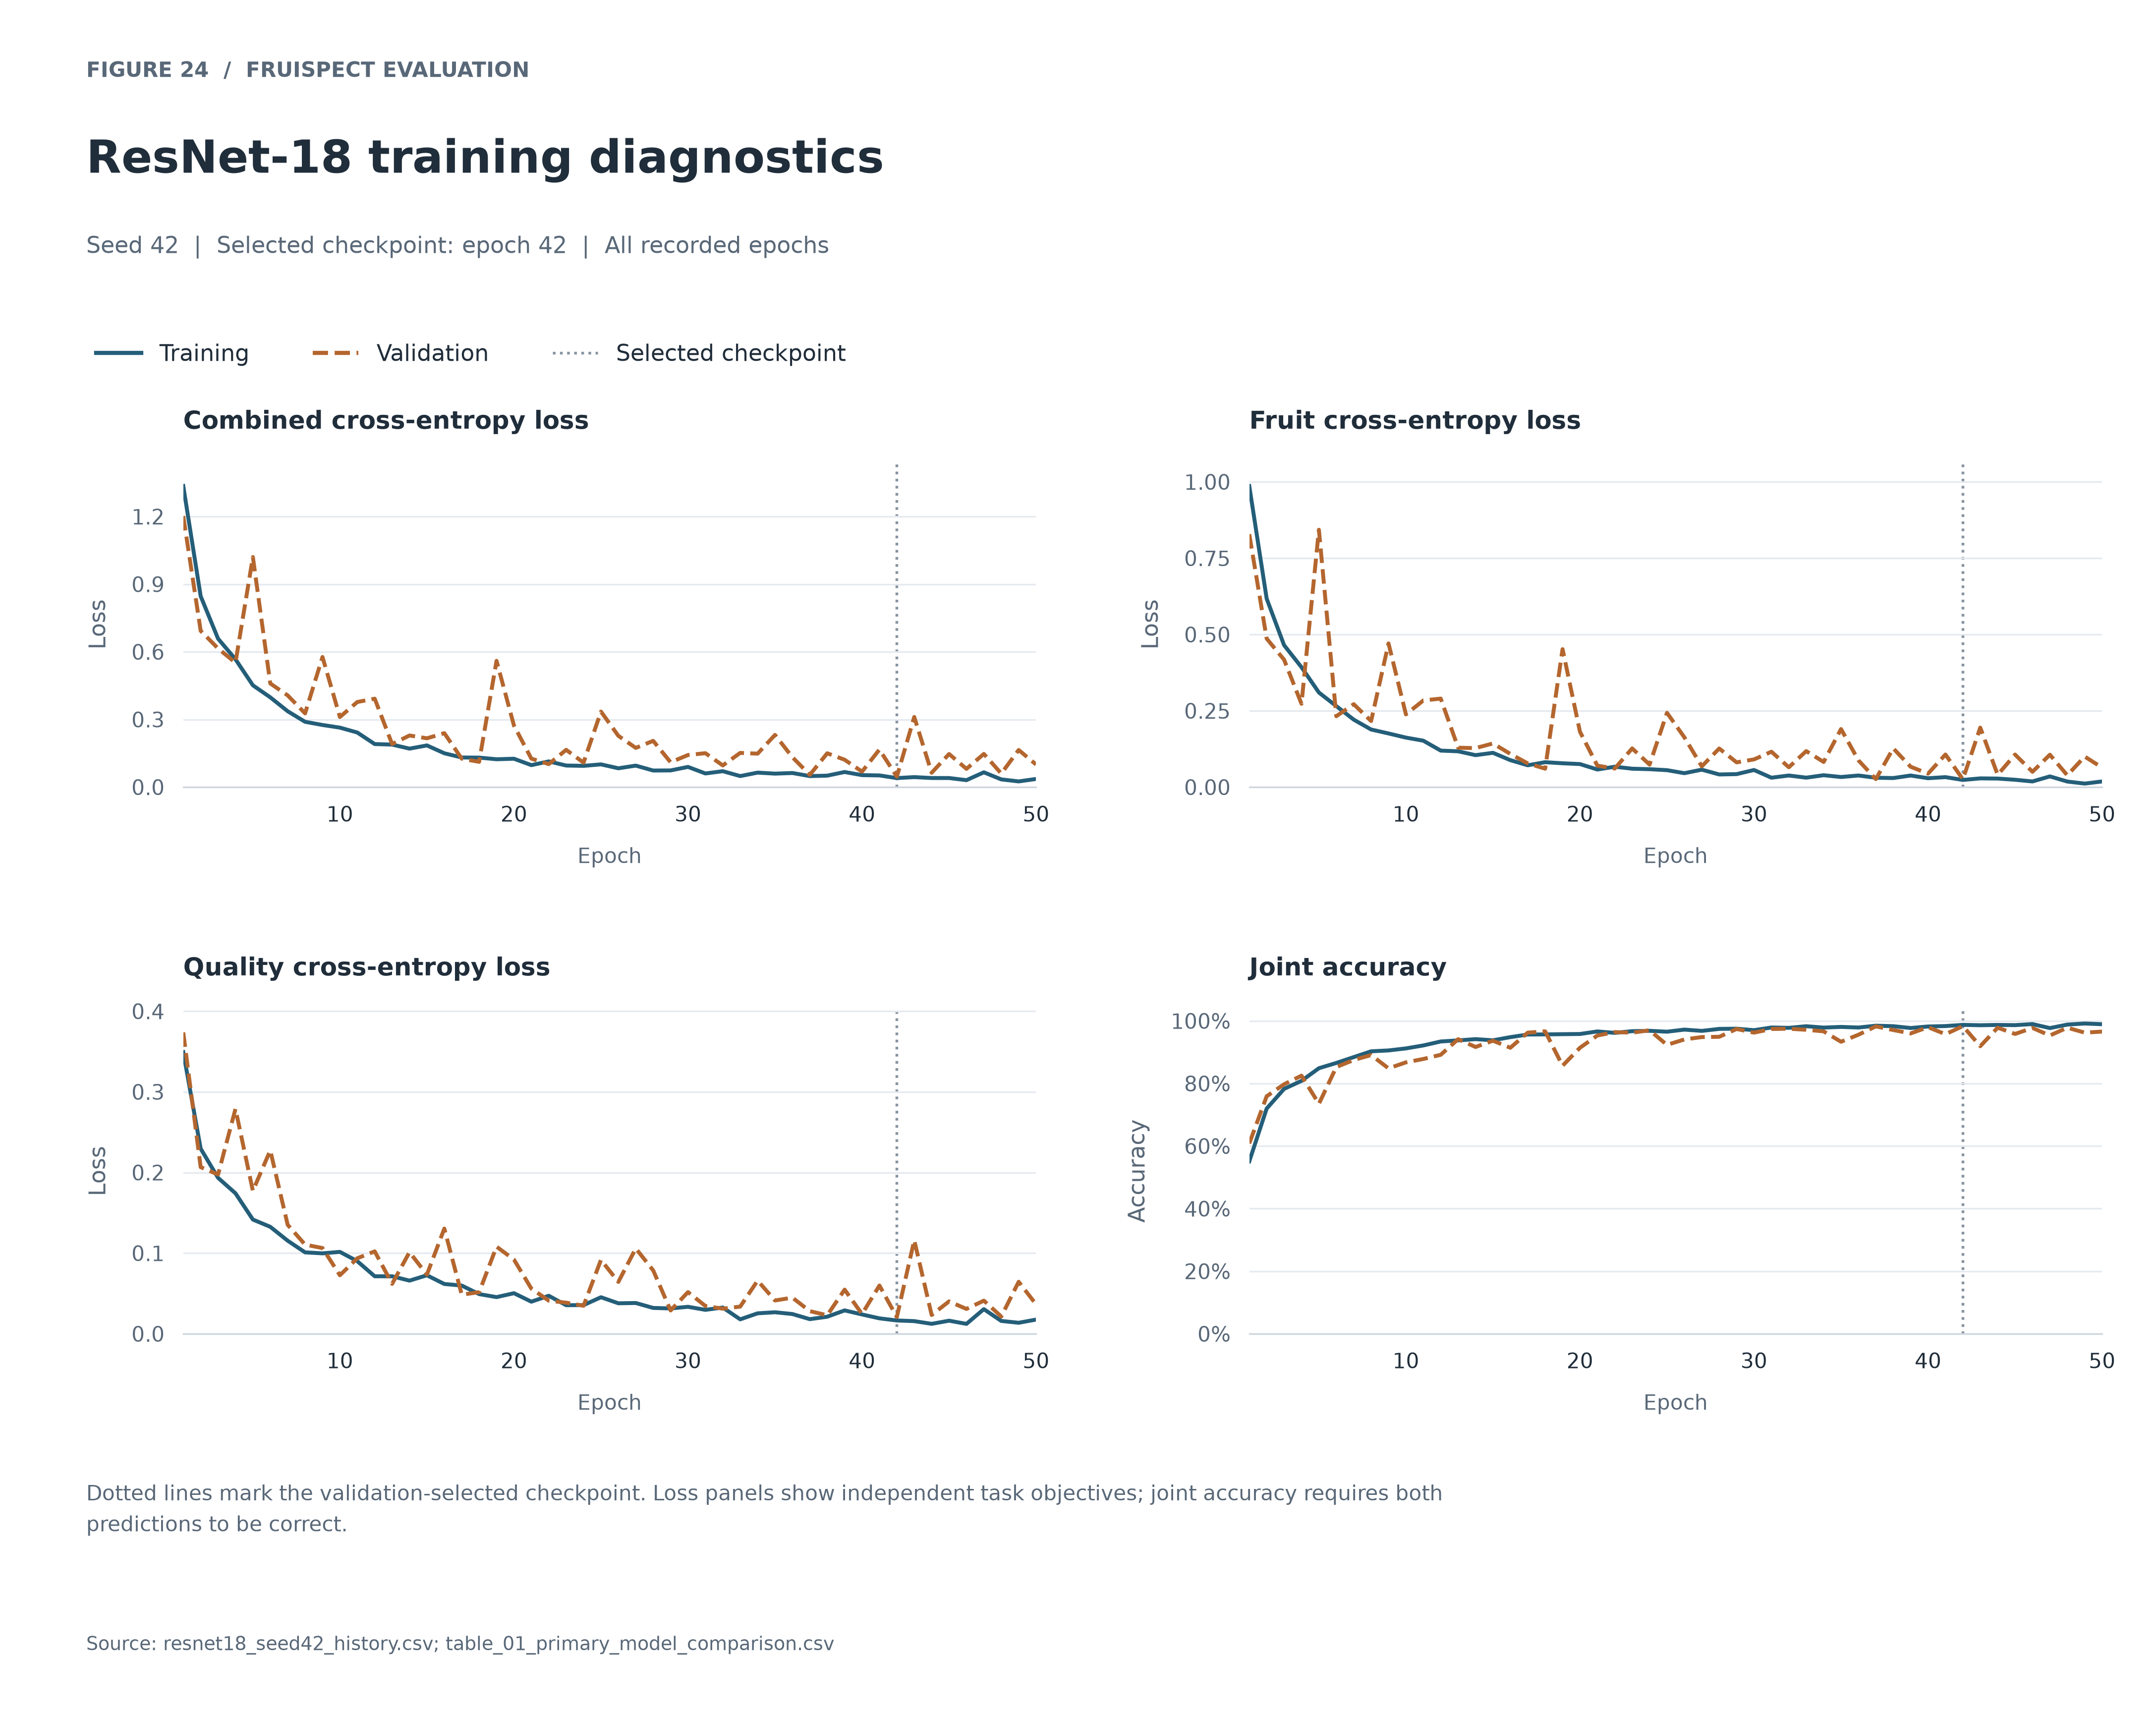 FIGURE 24 / FRUISPECT EVALUATION
ResNet-18 training diagnostics
Seed 42 | Selected checkpoint: epoch 42 | All recorded epochs
Training Validation Selected checkpoint
Combined cross-entropy loss
Loss
1.2
0.9
0.6
0.3
0.0
10 20 30 40 50
Epoch
Fruit cross-entropy loss
Loss
1.00
0.75
0.50
0.25
0.00
10 20 30 40 50
Epoch
Quality cross-entropy loss
Loss
0.4
0.3
0.2
0.1
0.0
10 20 30 40 50
Epoch
Joint accuracy
Accuracy
100%
80%
60%
40%
20%
0%
10 20 30 40 50
Epoch
Dotted lines mark the validation-selected checkpoint. Loss panels show independent task objectives; joint accuracy requires both
predictions to be correct.
Source: resnet18_seed42_history.csv; table_01_primary_model_comparison.csv